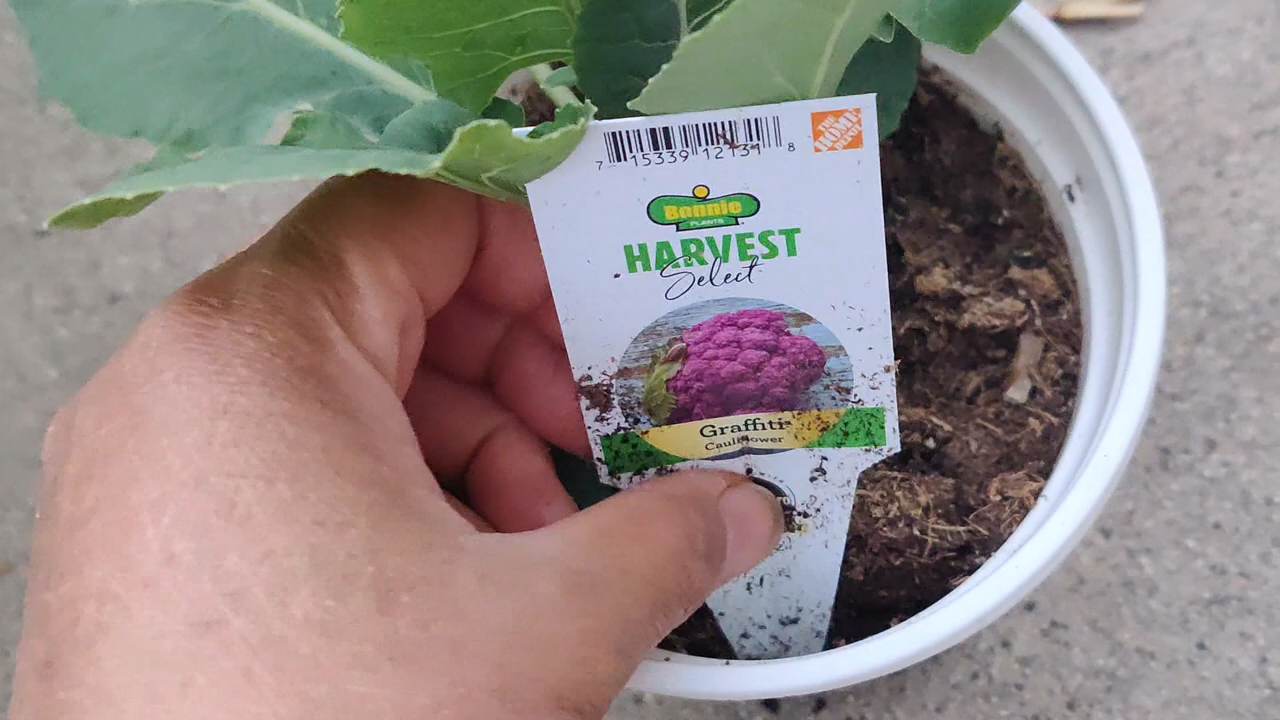 7 15339 12131 8
THE
HOME
DEPOT
Bonnie
PLANTS
HARVEST
Select
Graffiti
Cauliflower